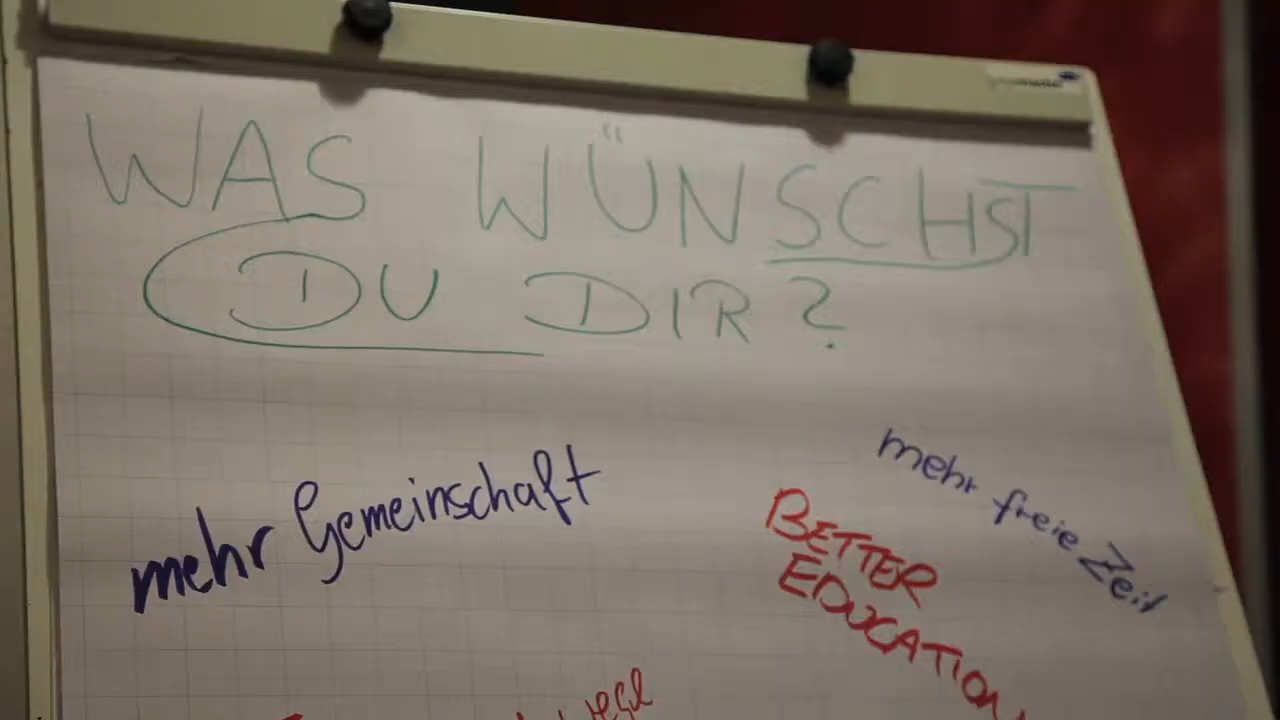 WAS WÜNSCHST
DU DIR?
mehr Gemeinschaft
mehr freie Zeit
BETTER
EDUCATION